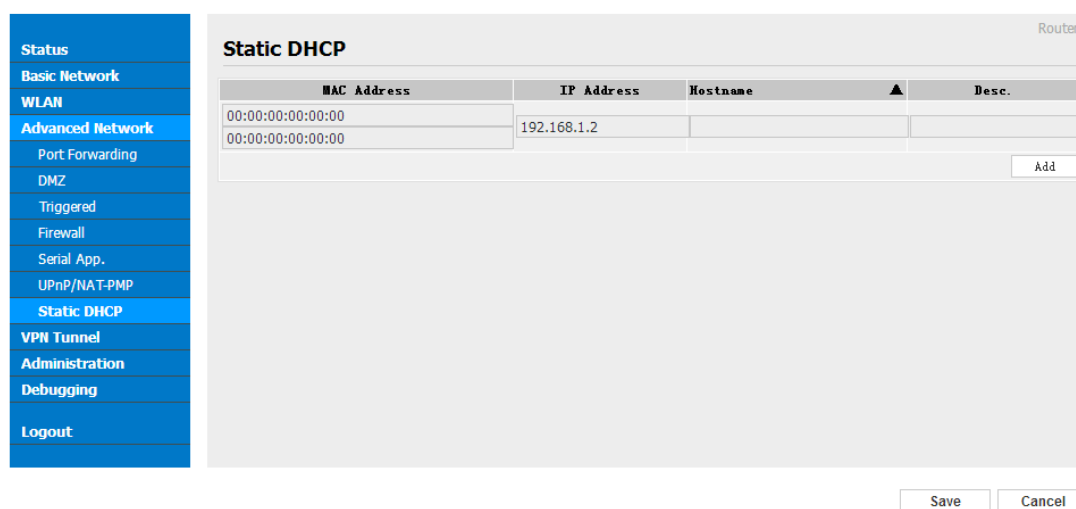 Router
Static DHCP
Status
Basic Network
WLAN
Advanced Network
Port Forwarding
DMZ
Triggered
Firewall
Serial App.
UPnP/NAT-PMP
Static DHCP
VPN Tunnel
Administration
Debugging
Logout
MAC Address IP Address Hostname ▲ Desc.
00:00:00:00:00:00
192.168.1.2
00:00:00:00:00:00
Add
Save Cancel